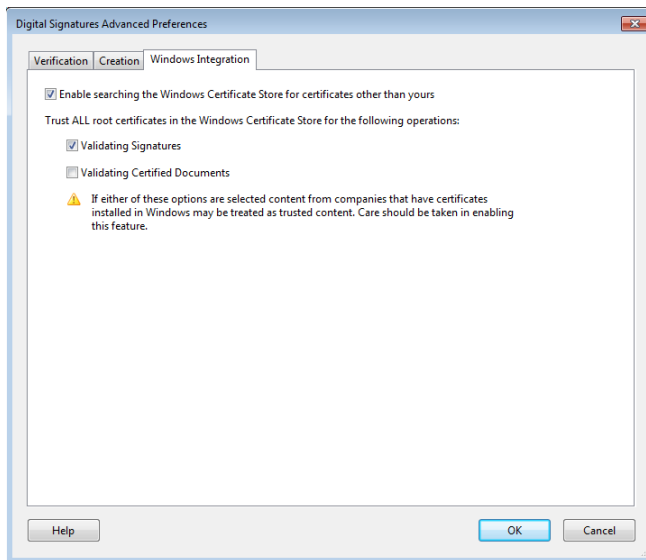 Digital Signatures Advanced Preferences
Verification Creation Windows Integration
Enable searching the Windows Certificate Store for certificates other than yours
Trust ALL root certificates in the Windows Certificate Store for the following operations:
Validating Signatures
Validating Certified Documents
If either of these options are selected content from companies that have certificates
installed in Windows may be treated as trusted content. Care should be taken in enabling
this feature.
Help OK Cancel